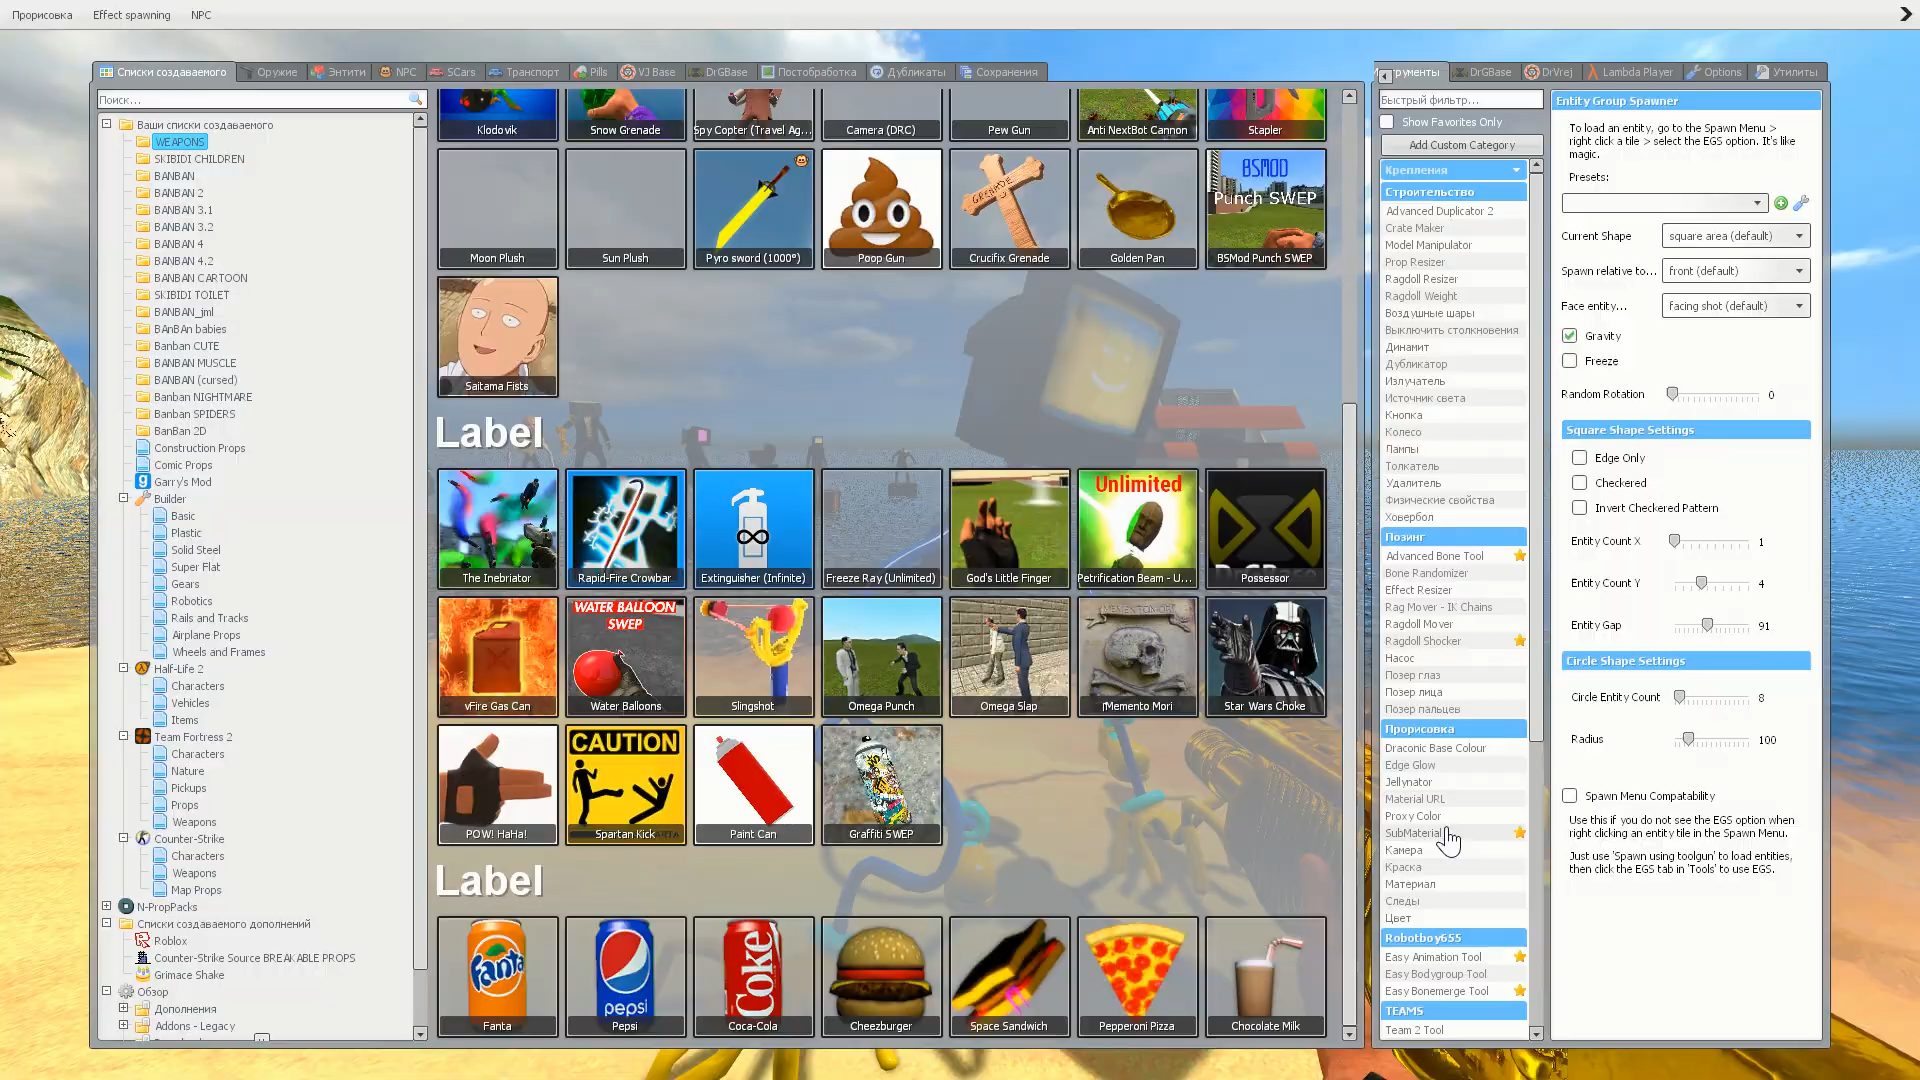 Прорисовка
Effect spawning
NPC
Списки создаваемого
Оружие
Энтити
NPC
SCars
Транспорт
Pills
VJ Base
DrGBase
Постобработка
Дубликаты
Сохранения
Поиск...
Ваши списки создаваемого
WEAPONS
SKIBIDI CHILDREN
BANBAN
BANBAN 2
BANBAN 3.1
BANBAN 3.2
BANBAN 4
BANBAN 4.2
BANBAN CARTOON
SKIBIDI TOILET
BANBAN_jml
BAnBAn babies
Banban CUTE
BANBAN MUSCLE
BANBAN (cursed)
Banban NIGHTMARE
Banban SPIDERS
BanBan 2D
Construction Props
Comic Props
Garry's Mod
Builder
Basic
Plastic
Solid Steel
Super Flat
Gears
Robotics
Rails and Tracks
Airplane Props
Wheels and Frames
Half-Life 2
Characters
Vehicles
Items
Team Fortress 2
Characters
Nature
Pickups
Props
Weapons
Counter-Strike
Characters
Weapons
Map Props
N-PropPacks
Списки создаваемого дополнений
Roblox
Counter-Strike Source BREAKABLE PROPS
Grimace Shake
Обзор
Дополнения
Addons - Legacy
Klodovik
Snow Grenade
Spy Copter (Travel Ag...
Camera (DRC)
Pew Gun
Anti NextBot Cannon
Stapler
Moon Plush
Sun Plush
Pyro sword (1000°)
Poop Gun
GRENADE
Crucifix Grenade
Golden Pan
BSMOD
Punch SWEP
BSMod Punch SWEP
Saitama Fists
Label
The Inebriator
Rapid-Fire Crowbar
Extinguisher (Infinite)
Freeze Ray (Unlimited)
God's Little Finger
Unlimited
Petrification Beam - U...
Possessor
vFire Gas Can
WATER BALLOON
SWEP
Water Balloons
Slingshot
Omega Punch
Omega Slap
MEMENTO MORI
Memento Mori
Star Wars Choke
POW! HaHa!
CAUTION
Spartan Kick
Paint Can
Graffiti SWEP
Label
Fanta
Fanta
pepsi
Pepsi
Coke
Coca-Cola
Cheezburger
Space Sandwich
Pepperoni Pizza
Chocolate Milk
струменты
DrGBase
DrVrej
Lambda Player
Options
Утилиты
Быстрый фильтр...
Show Favorites Only
Add Custom Category
Крепления
Строительство
Advanced Duplicator 2
Crate Maker
Model Manipulator
Prop Resizer
Ragdoll Resizer
Ragdoll Weight
Воздушные шары
Выключить столкновения
Динамит
Дубликатор
Излучатель
Источник света
Кнопка
Колесо
Лампы
Толкатель
Удалитель
Физические свойства
Ховербол
Позинг
Advanced Bone Tool
Bone Randomizer
Effect Resizer
Rag Mover - IK Chains
Ragdoll Mover
Ragdoll Shocker
Насос
Позер глаз
Позер лица
Позер пальцев
Прорисовка
Draconic Base Colour
Edge Glow
Jellynator
Material URL
Proxy Color
SubMaterial
Камера
Краска
Материал
Следы
Цвет
Robotboy655
Easy Animation Tool
Easy Bodygroup Tool
Easy Bonemerge Tool
TEAMS
Team 2 Tool
Entity Group Spawner
To load an entity, go to the Spawn Menu >
right click a tile > select the EGS option. It's like
magic.
Presets:
Current Shape
square area (default)
Spawn relative to...
front (default)
Face entity...
facing shot (default)
Gravity
Freeze
Random Rotation
0
Square Shape Settings
Edge Only
Checkered
Invert Checkered Pattern
Entity Count X
1
Entity Count Y
4
Entity Gap
91
Circle Shape Settings
Circle Entity Count
8
Radius
100
Spawn Menu Compatability
Use this if you do not see the EGS option when
right clicking an entity tile in the Spawn Menu.
Just use 'Spawn using toolgun' to load entities,
then click the EGS tab in 'Tools' to use EGS.